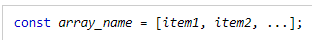 const array_name = [item1, item2, ...];